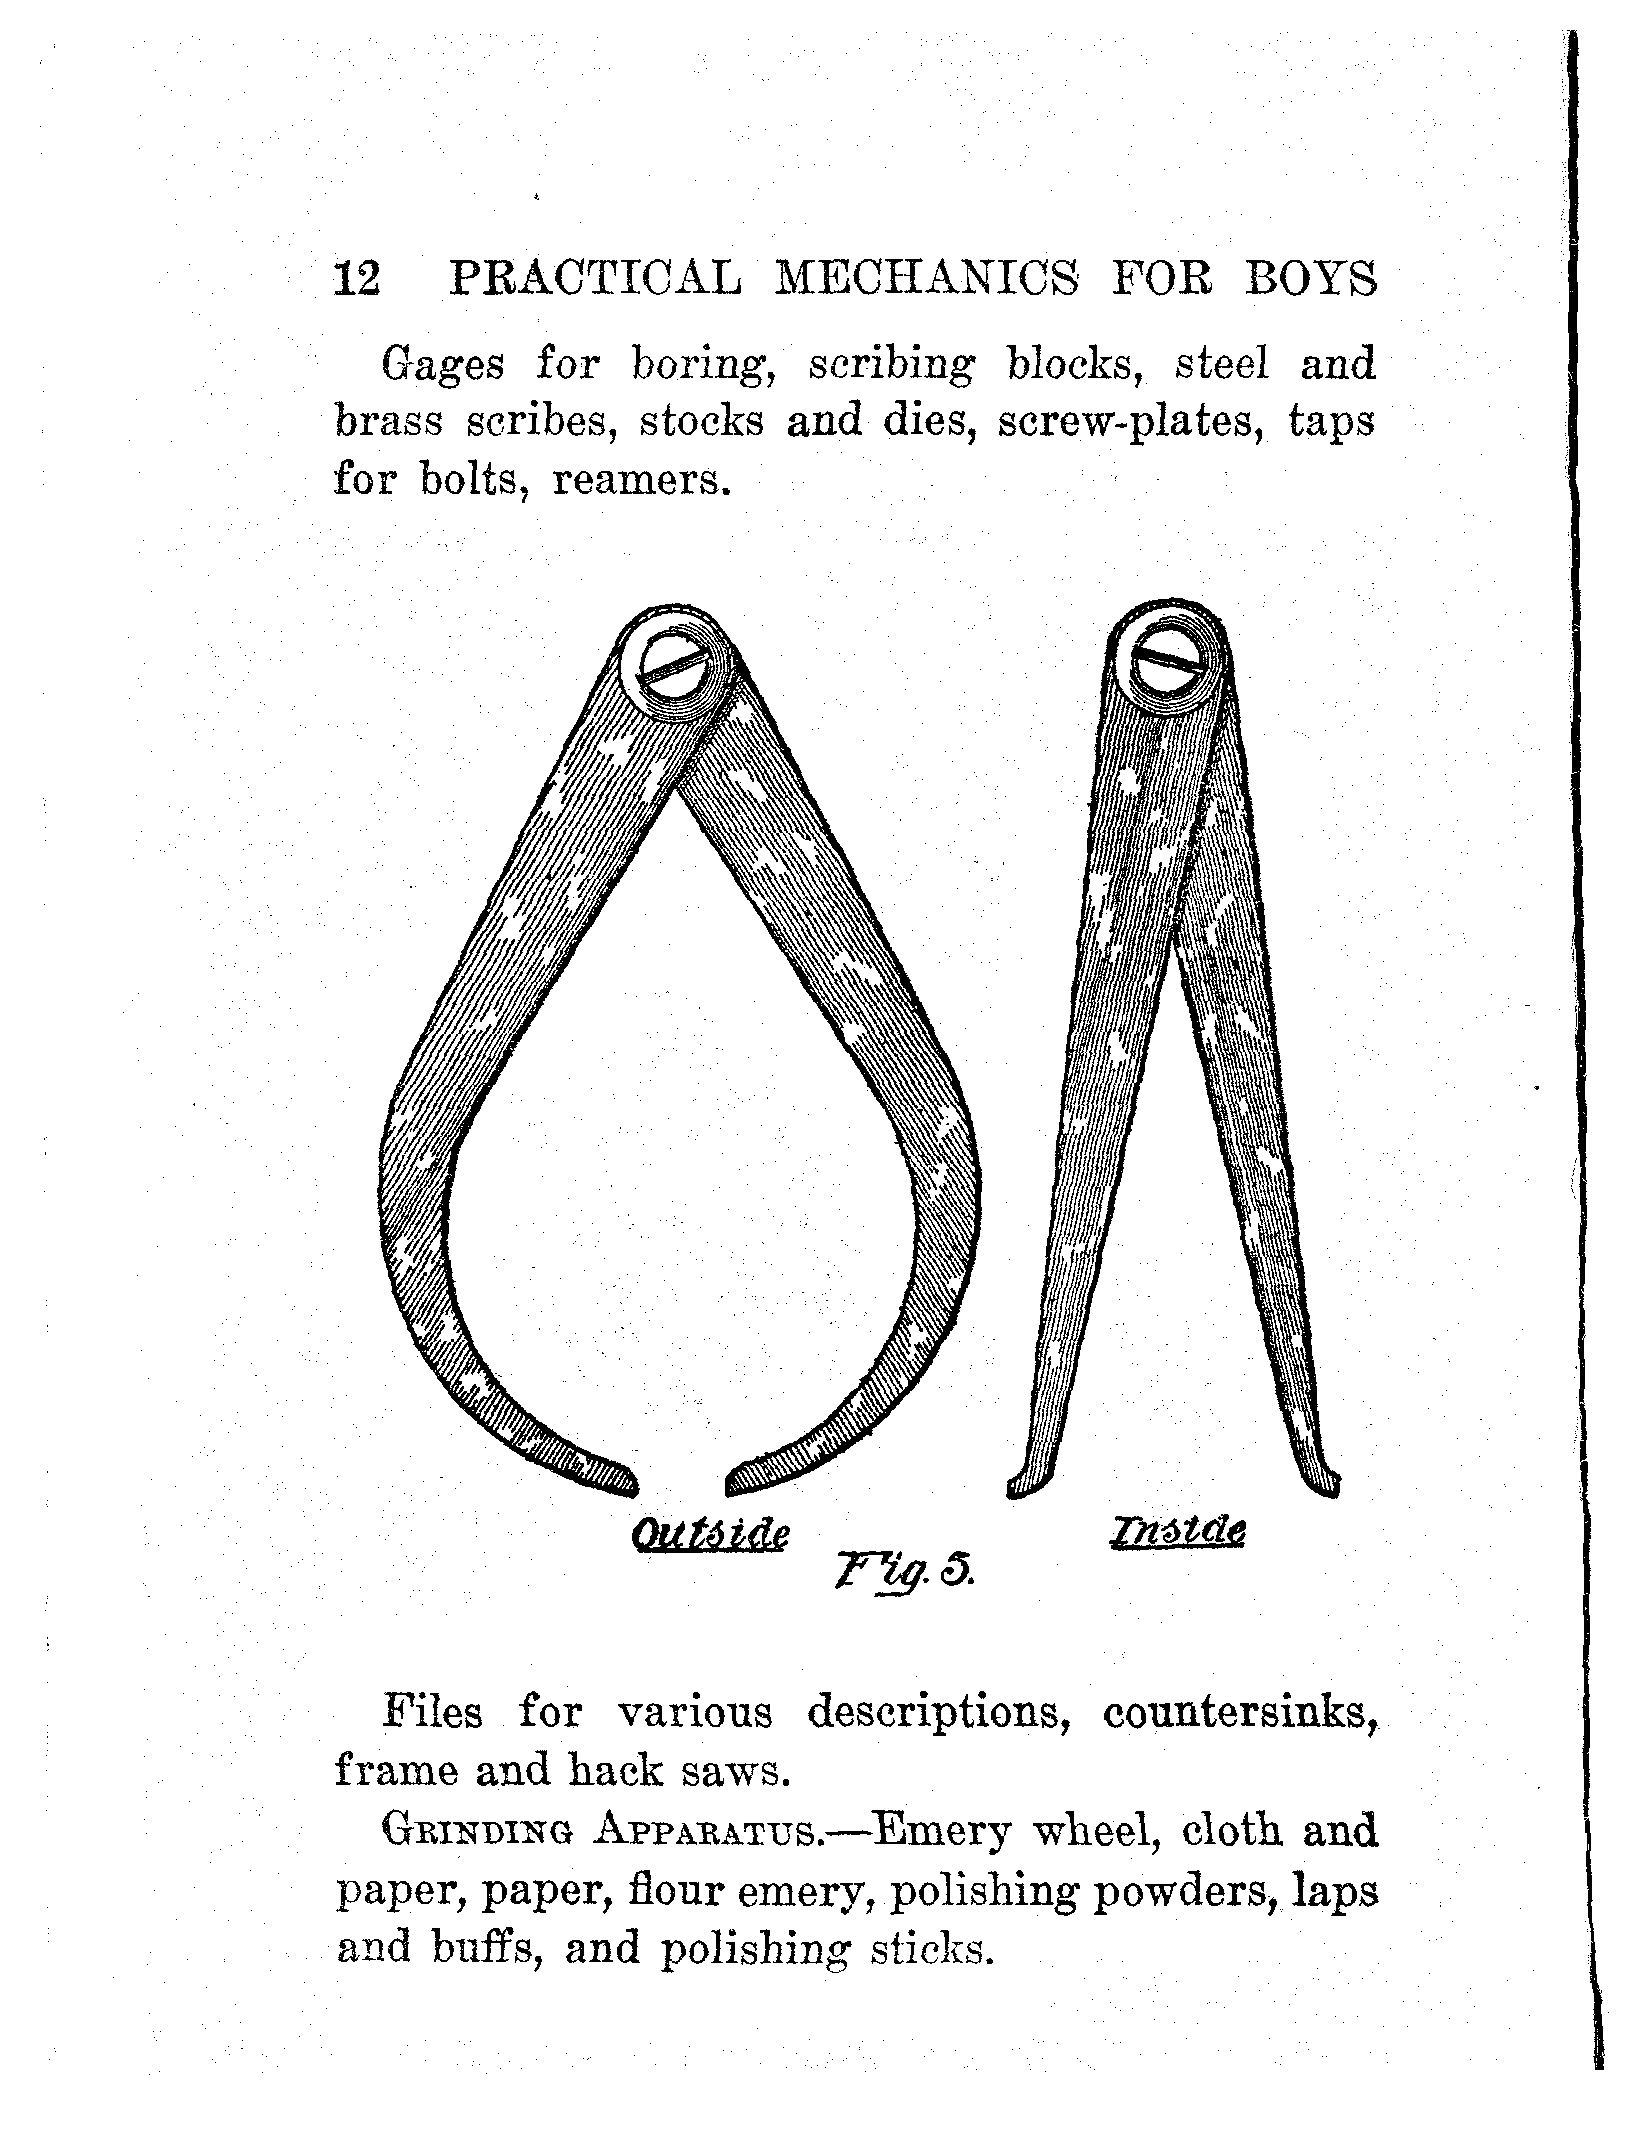 12 PRACTICAL MECHANICS FOR BOYS
Gages for boring, scribing blocks, steel and
brass scribes, stocks and dies, screw-plates, taps
for bolts, reamers.
Outside
Inside
Fig. 5.
Files for various descriptions, countersinks,
frame and hack saws.
GRINDING APPARATUS.—Emery wheel, cloth and
paper, paper, flour emery, polishing powders, laps
and buffs, and polishing sticks.